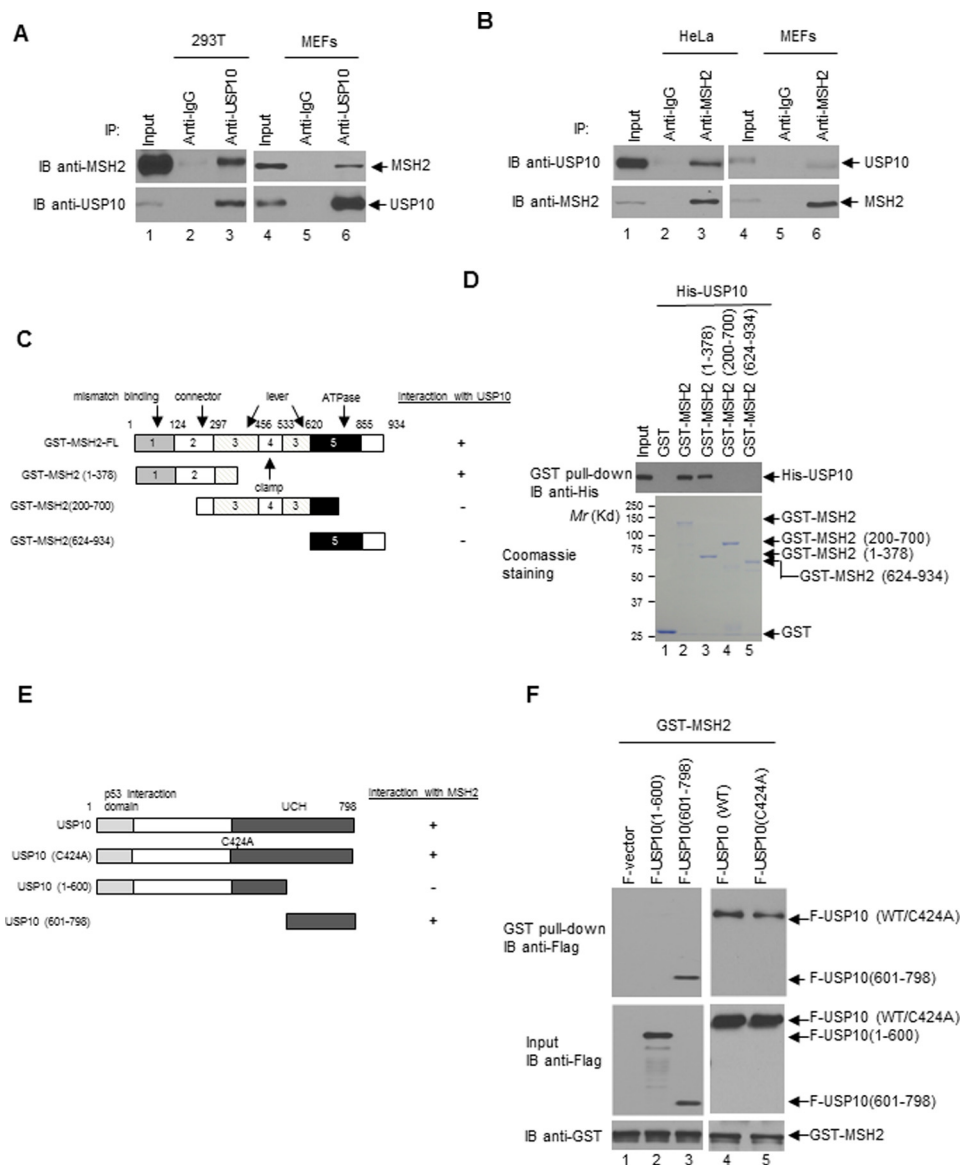 A
293T
MEFs
IP:
Input
Anti-IgG
Anti-USP10
Input
Anti-IgG
Anti-USP10
IB anti-MSH2
MSH2
IB anti-USP10
USP10
1 2 3 4 5 6
B
HeLa
MEFs
IP:
Input
Anti-IgG
Anti-MSH2
Input
Anti-IgG
Anti-MSH2
IB anti-USP10
USP10
IB anti-MSH2
MSH2
1 2 3 4 5 6
C
mismatch binding connector lever ATPase Interaction with USP10
1 124 297 456 533 620 855 934
GST-MSH2-FL 1 2 3 4 3 5 +
GST-MSH2 (1-378) 1 2 +
clamp
GST-MSH2(200-700) 3 4 3 -
GST-MSH2(624-934) 5 -
D
His-USP10
Input
GST
GST-MSH2
GST-MSH2 (1-378)
GST-MSH2 (200-700)
GST-MSH2 (624-934)
GST pull-down
IB anti-His
His-USP10
Mr (Kd)
250
150
100
75
50
37
25
Coomassie
staining
GST-MSH2
GST-MSH2 (200-700)
GST-MSH2 (1-378)
GST-MSH2 (624-934)
GST
1 2 3 4 5
E
p53 Interaction
domain
Interaction with MSH2
1 UCH 798
USP10 +
C424A
USP10 (C424A) +
USP10 (1-600) -
USP10 (601-798) +
F
GST-MSH2
F-vector
F-USP10(1-600)
F-USP10(601-798)
F-USP10 (WT)
F-USP10(C424A)
GST pull-down
IB anti-Flag
F-USP10 (WT/C424A)
F-USP10(601-798)
Input
IB anti-Flag
F-USP10 (WT/C424A)
F-USP10(1-600)
F-USP10(601-798)
IB anti-GST
GST-MSH2
1 2 3 4 5